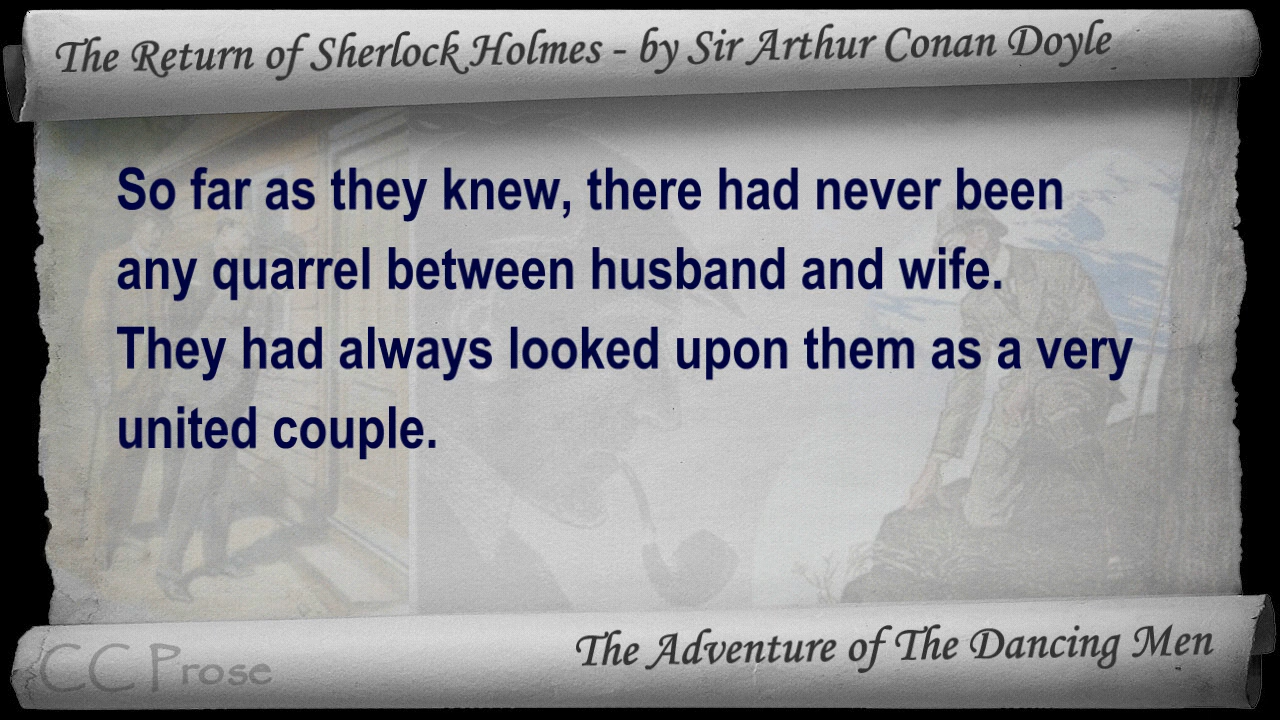 The Return of Sherlock Holmes - by Sir Arthur Conan Doyle
So far as they knew, there had never been
any quarrel between husband and wife.
They had always looked upon them as a very
united couple.
CC Prose
The Adventure of The Dancing Men